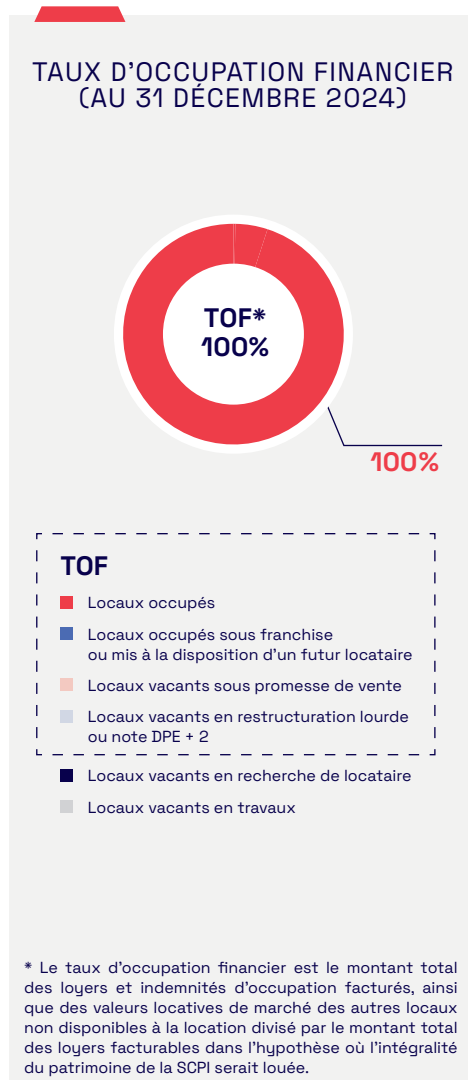 TAUX D'OCCUPATION FINANCIER
(AU 31 DÉCEMBRE 2024)
TOF*
100%
100%
TOF
Locaux occupés
Locaux occupés sous franchise
ou mis à la disposition d'un futur locataire
Locaux vacants sous promesse de vente
Locaux vacants en restructuration lourde
ou note DPE + 2
Locaux vacants en recherche de locataire
Locaux vacants en travaux
* Le taux d'occupation financier est le montant total
des loyers et indemnités d'occupation facturés, ainsi
que des valeurs locatives de marché des autres locaux
non disponibles à la location divisé par le montant total
des loyers facturables dans l'hypothèse où l'intégralité
du patrimoine de la SCPI serait louée.